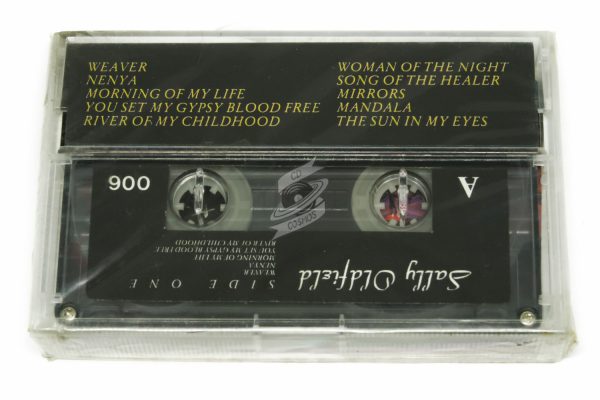 WEAVER
NENYA
MORNING OF MY LIFE
YOU SET MY GYPSY BLOOD FREE
RIVER OF MY CHILDHOOD
WOMAN OF THE NIGHT
SONG OF THE HEALER
MIRRORS
MANDALA
THE SUN IN MY EYES
900
A
CD
COSMOS
Sally Oldfield
SIDE ONE
WEAVER
NENYA
MORNING OF MY LIFE
YOU SET MY GYPSY BLOOD FREE
RIVER OF MY CHILDHOOD